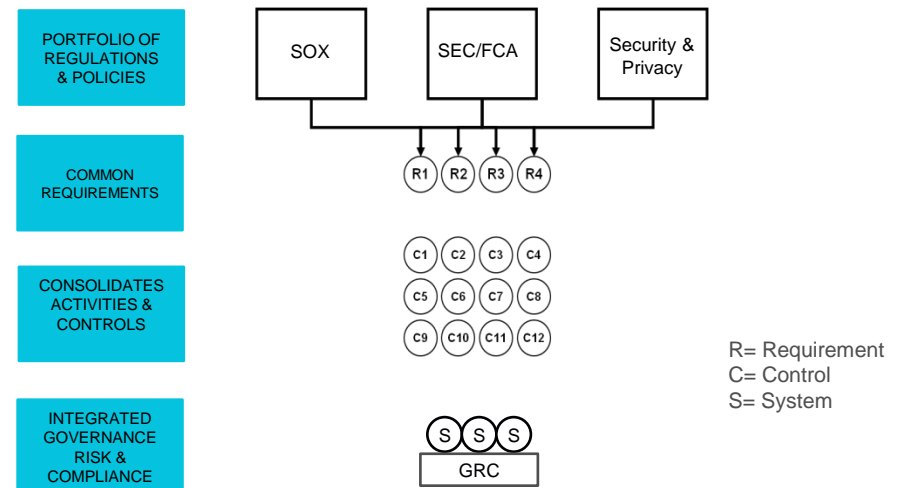 PORTFOLIO OF
REGULATIONS
& POLICIES
SOX
SEC/FCA
Security &
Privacy
COMMON
REQUIREMENTS
R1 R2 R3 R4
CONSOLIDATES
ACTIVITIES &
CONTROLS
C1 C2 C3 C4
C5 C6 C7 C8
C9 C10 C11 C12
R= Requirement
C= Control
S= System
INTEGRATED
GOVERNANCE
RISK &
COMPLIANCE
S S S
GRC